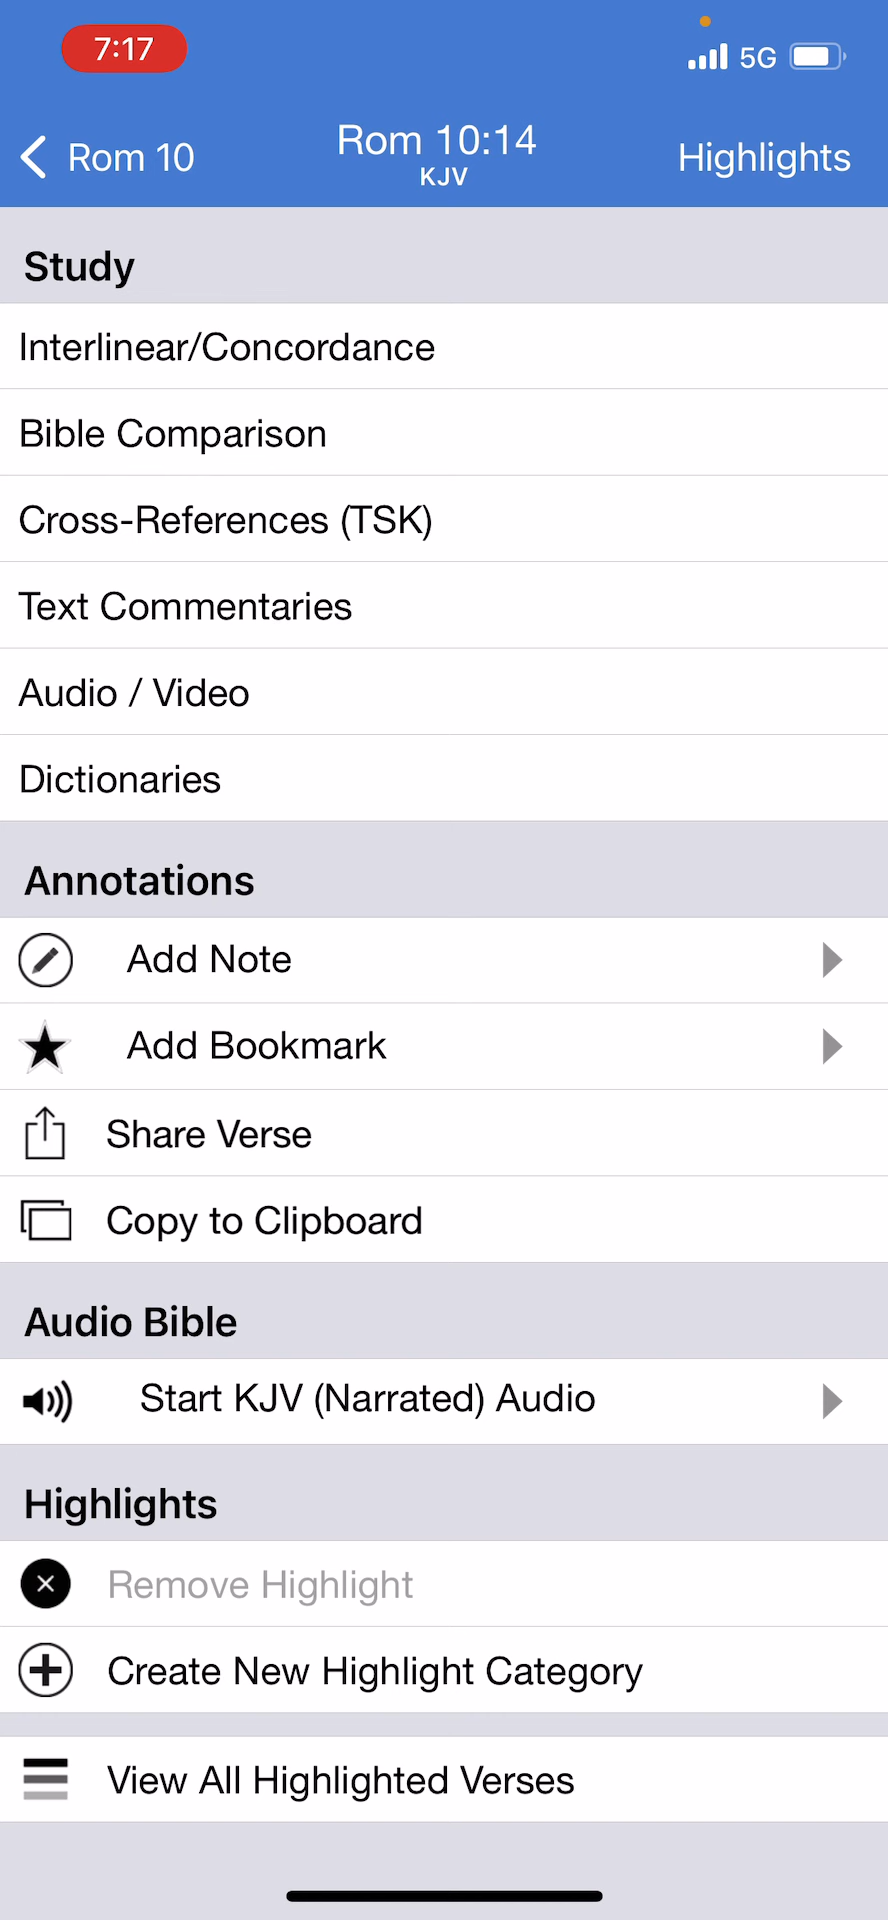 7:17
5G
Rom 10
Rom 10:14
KJV
Highlights
Study
Interlinear/Concordance
Bible Comparison
Cross-References (TSK)
Text Commentaries
Audio / Video
Dictionaries
Annotations
Add Note
Add Bookmark
Share Verse
Copy to Clipboard
Audio Bible
Start KJV (Narrated) Audio
Highlights
Remove Highlight
Create New Highlight Category
View All Highlighted Verses